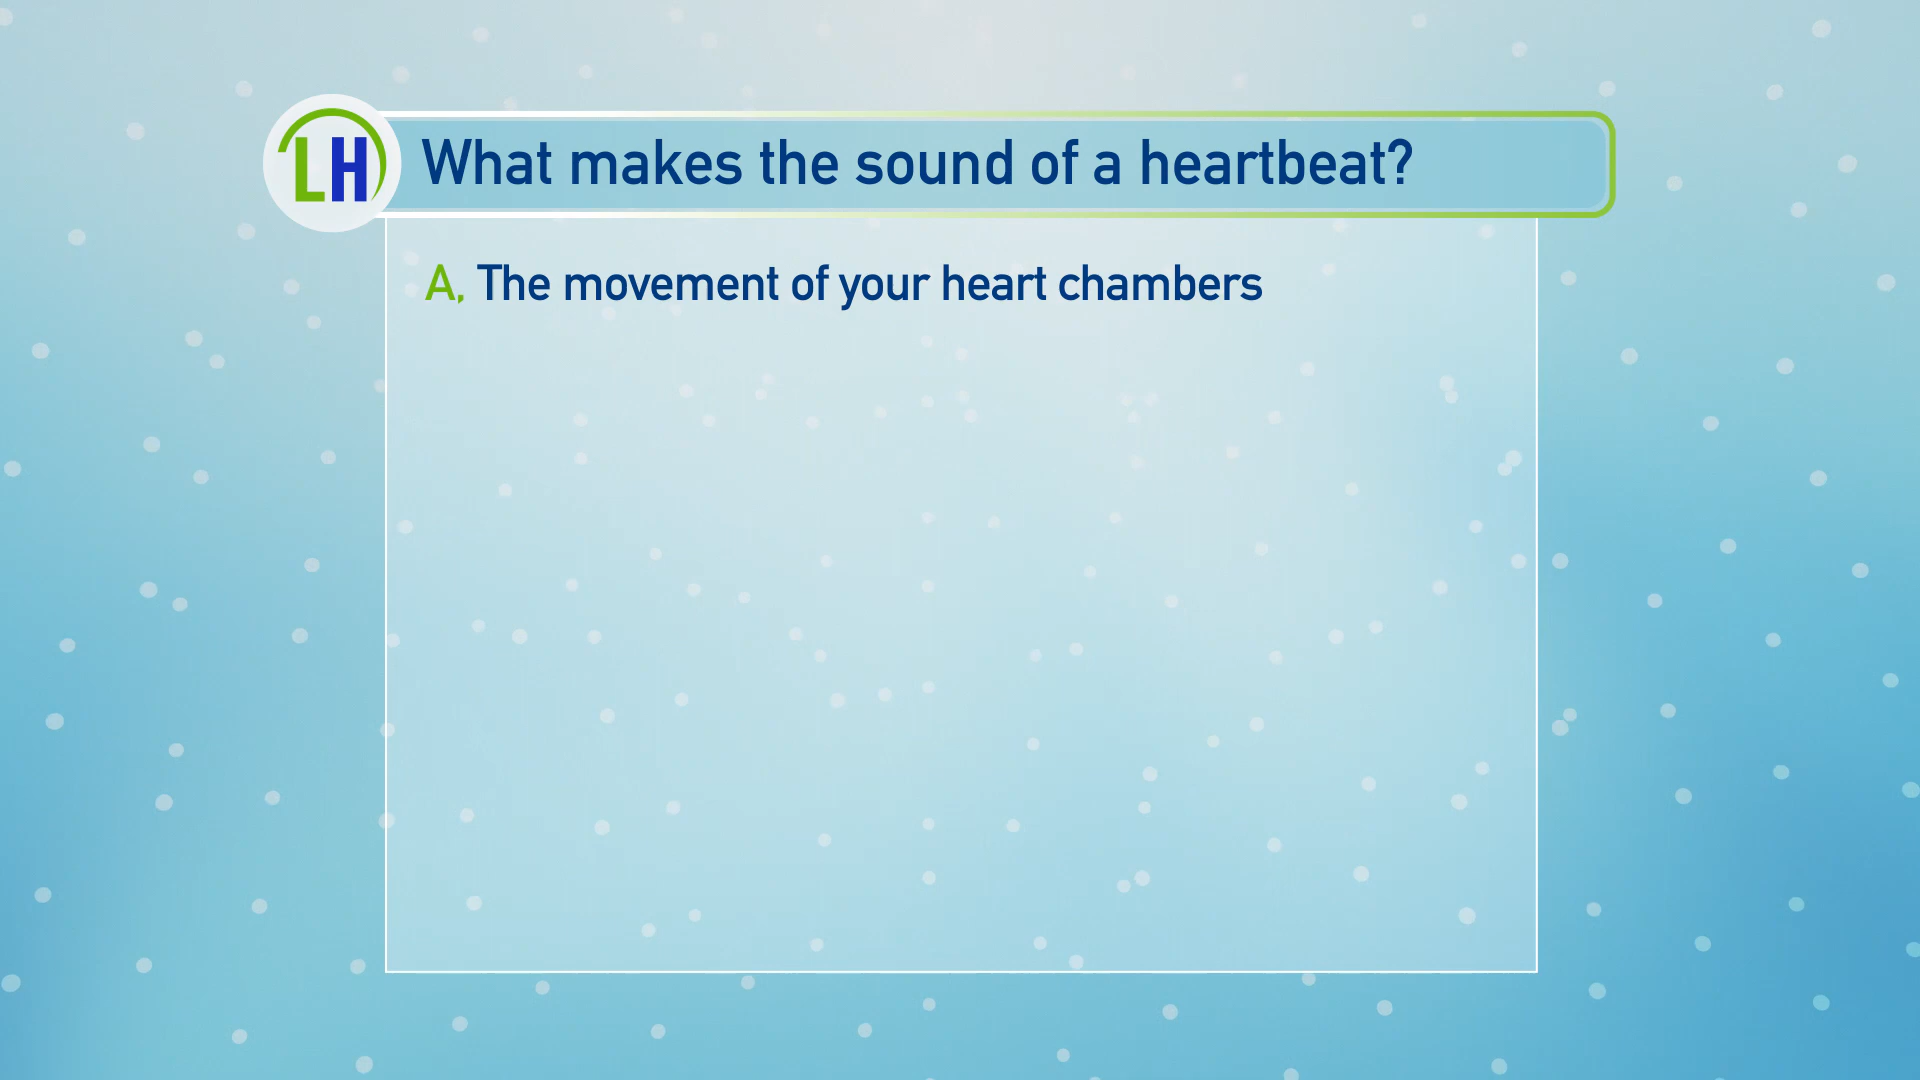 LH
What makes the sound of a heartbeat?
A, The movement of your heart chambers